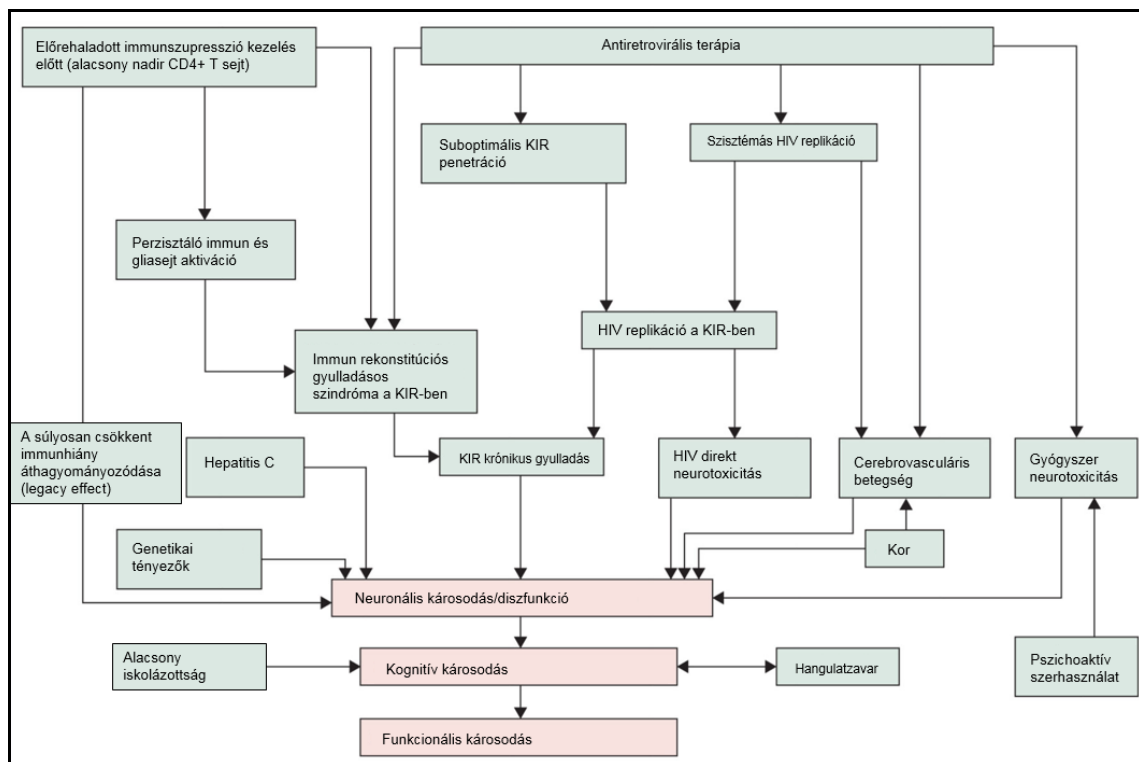 Előrehaladott immunszupresszió kezelés
előtt (alacsony nadir CD4+ T sejt)
Antiretrovirális terápia
Suboptimális KIR
penetráció
Szisztémás HIV replikáció
Perzisztáló immun és
gliasejt aktiváció
HIV replikáció a KIR-ben
Immun rekonstitúciós
gyulladásos
szindróma a KIR-ben
A súlyosan csökkent
immunhiány
áthagyományozódása
(legacy effect)
Hepatitis C
KIR krónikus gyulladás
HIV direkt
neurotoxicitás
Cerebrovasculáris
betegség
Gyógyszer
neurotoxicitás
Genetikai
tényezők
Kor
Neuronális károsodás/diszfunkció
Alacsony
iskolázottság
Kognitív károsodás
Hangulatzavar
Pszichoaktív
szerhasználat
Funkcionális károsodás